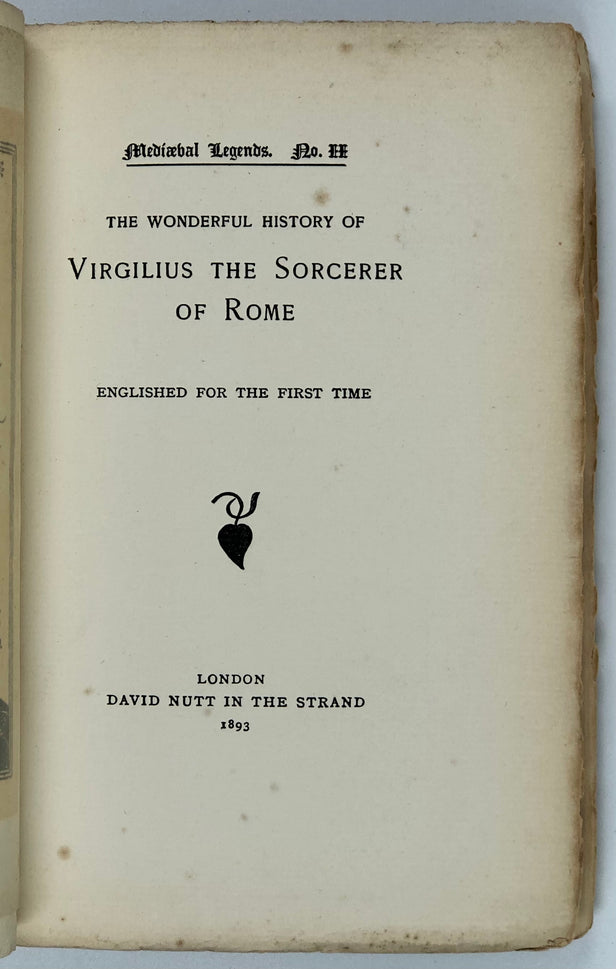 Mediæval Legends. No. II
THE WONDERFUL HISTORY OF
VIRGILIUS THE SORCERER
OF ROME
ENGLISHED FOR THE FIRST TIME
LONDON
DAVID NUTT IN THE STRAND
1893